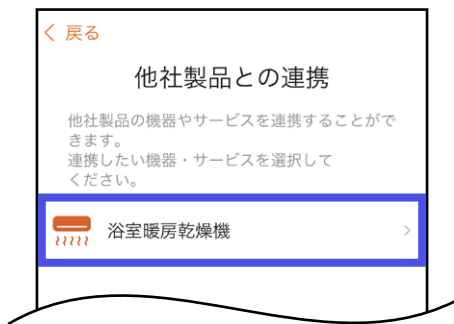 戻る
他社製品との連携
他社製品の機器やサービスを連携することがで
きます。
連携したい機器・サービスを選択して
ください。
浴室暖房乾燥機